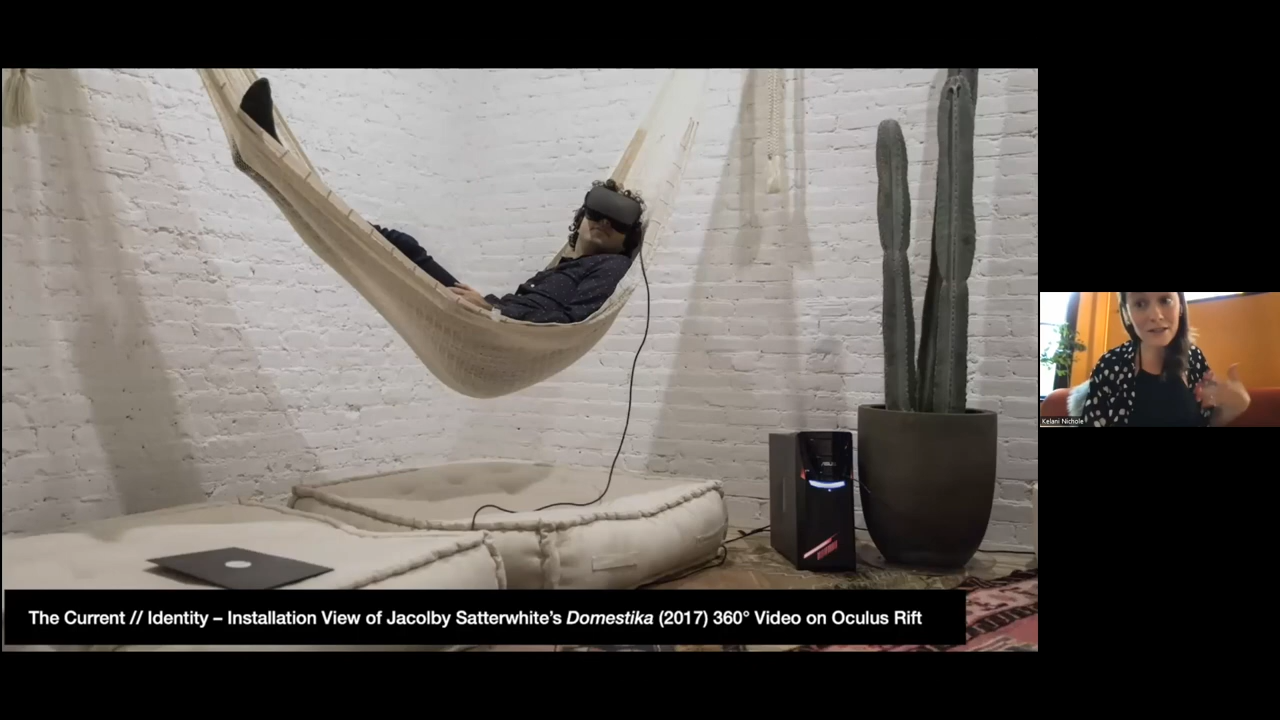 The Current // Identity – Installation View of Jacolby Satterwhite’s Domestika (2017) 360° Video on Oculus Rift
Kelani Nichole